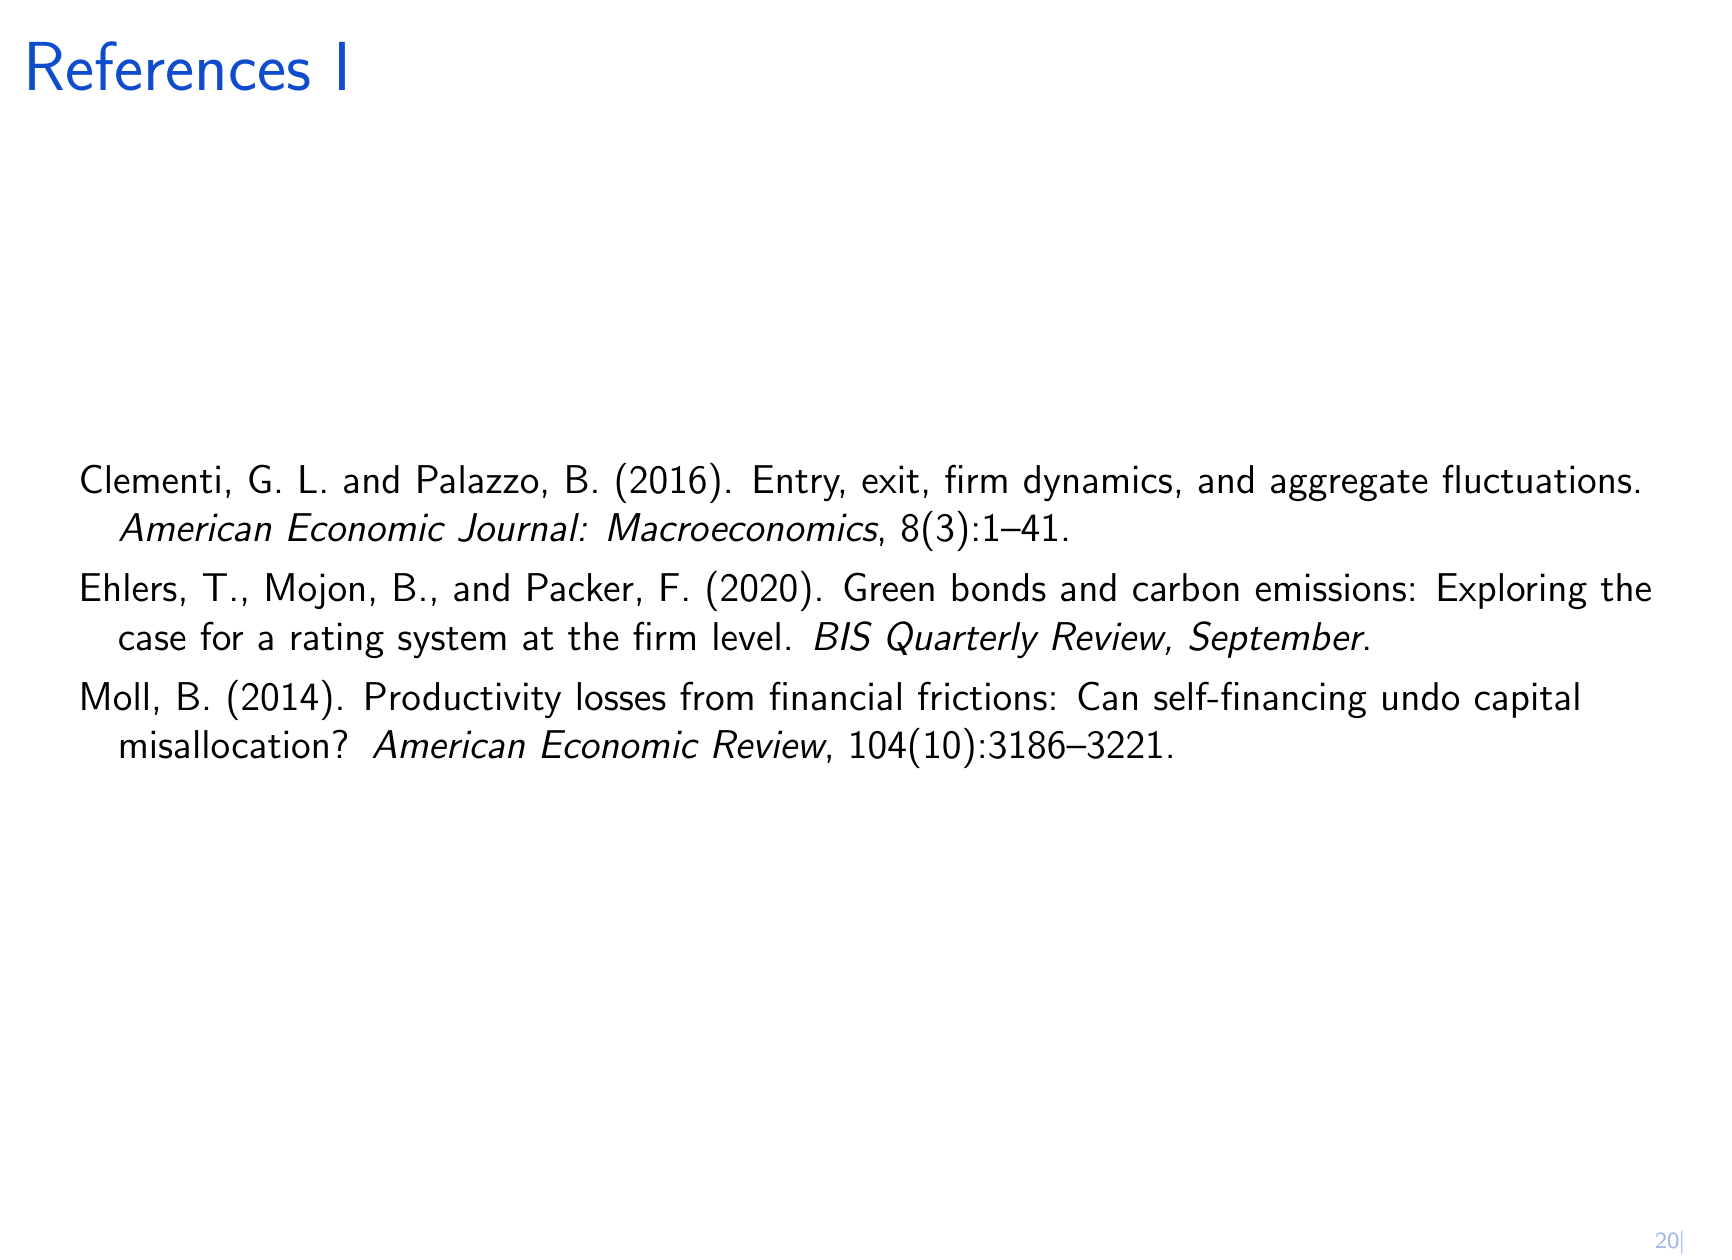 References I
Clementi, G. L. and Palazzo, B. (2016). Entry, exit, firm dynamics, and aggregate fluctuations.
American Economic Journal: Macroeconomics, 8(3):1–41.
Ehlers, T., Mojon, B., and Packer, F. (2020). Green bonds and carbon emissions: Exploring the
case for a rating system at the firm level. BIS Quarterly Review, September.
Moll, B. (2014). Productivity losses from financial frictions: Can self-financing undo capital
misallocation? American Economic Review, 104(10):3186–3221.
20|